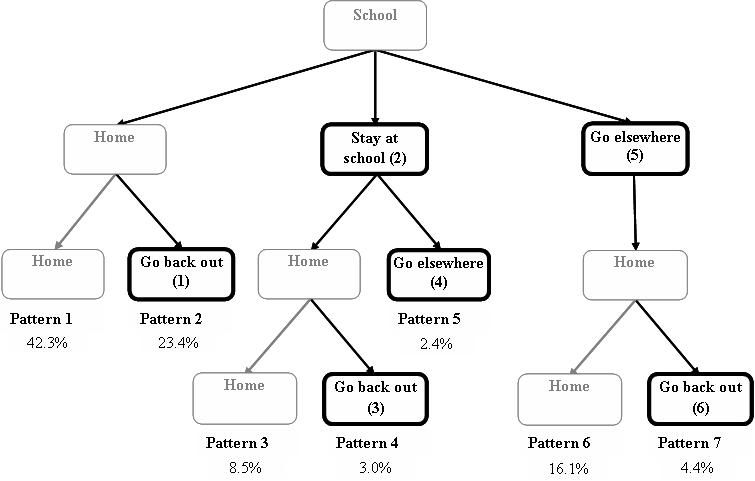 School
Home
Stay at
school (2)
Go elsewhere
(5)
Home
Go back out
(1)
Home
Go elsewhere
(4)
Home
Pattern 1
Pattern 2
Pattern 5
42.3%
23.4%
2.4%
Home
Go back out
(3)
Home
Go back out
(6)
Pattern 3
Pattern 4
Pattern 6
Pattern 7
8.5%
3.0%
16.1%
4.4%